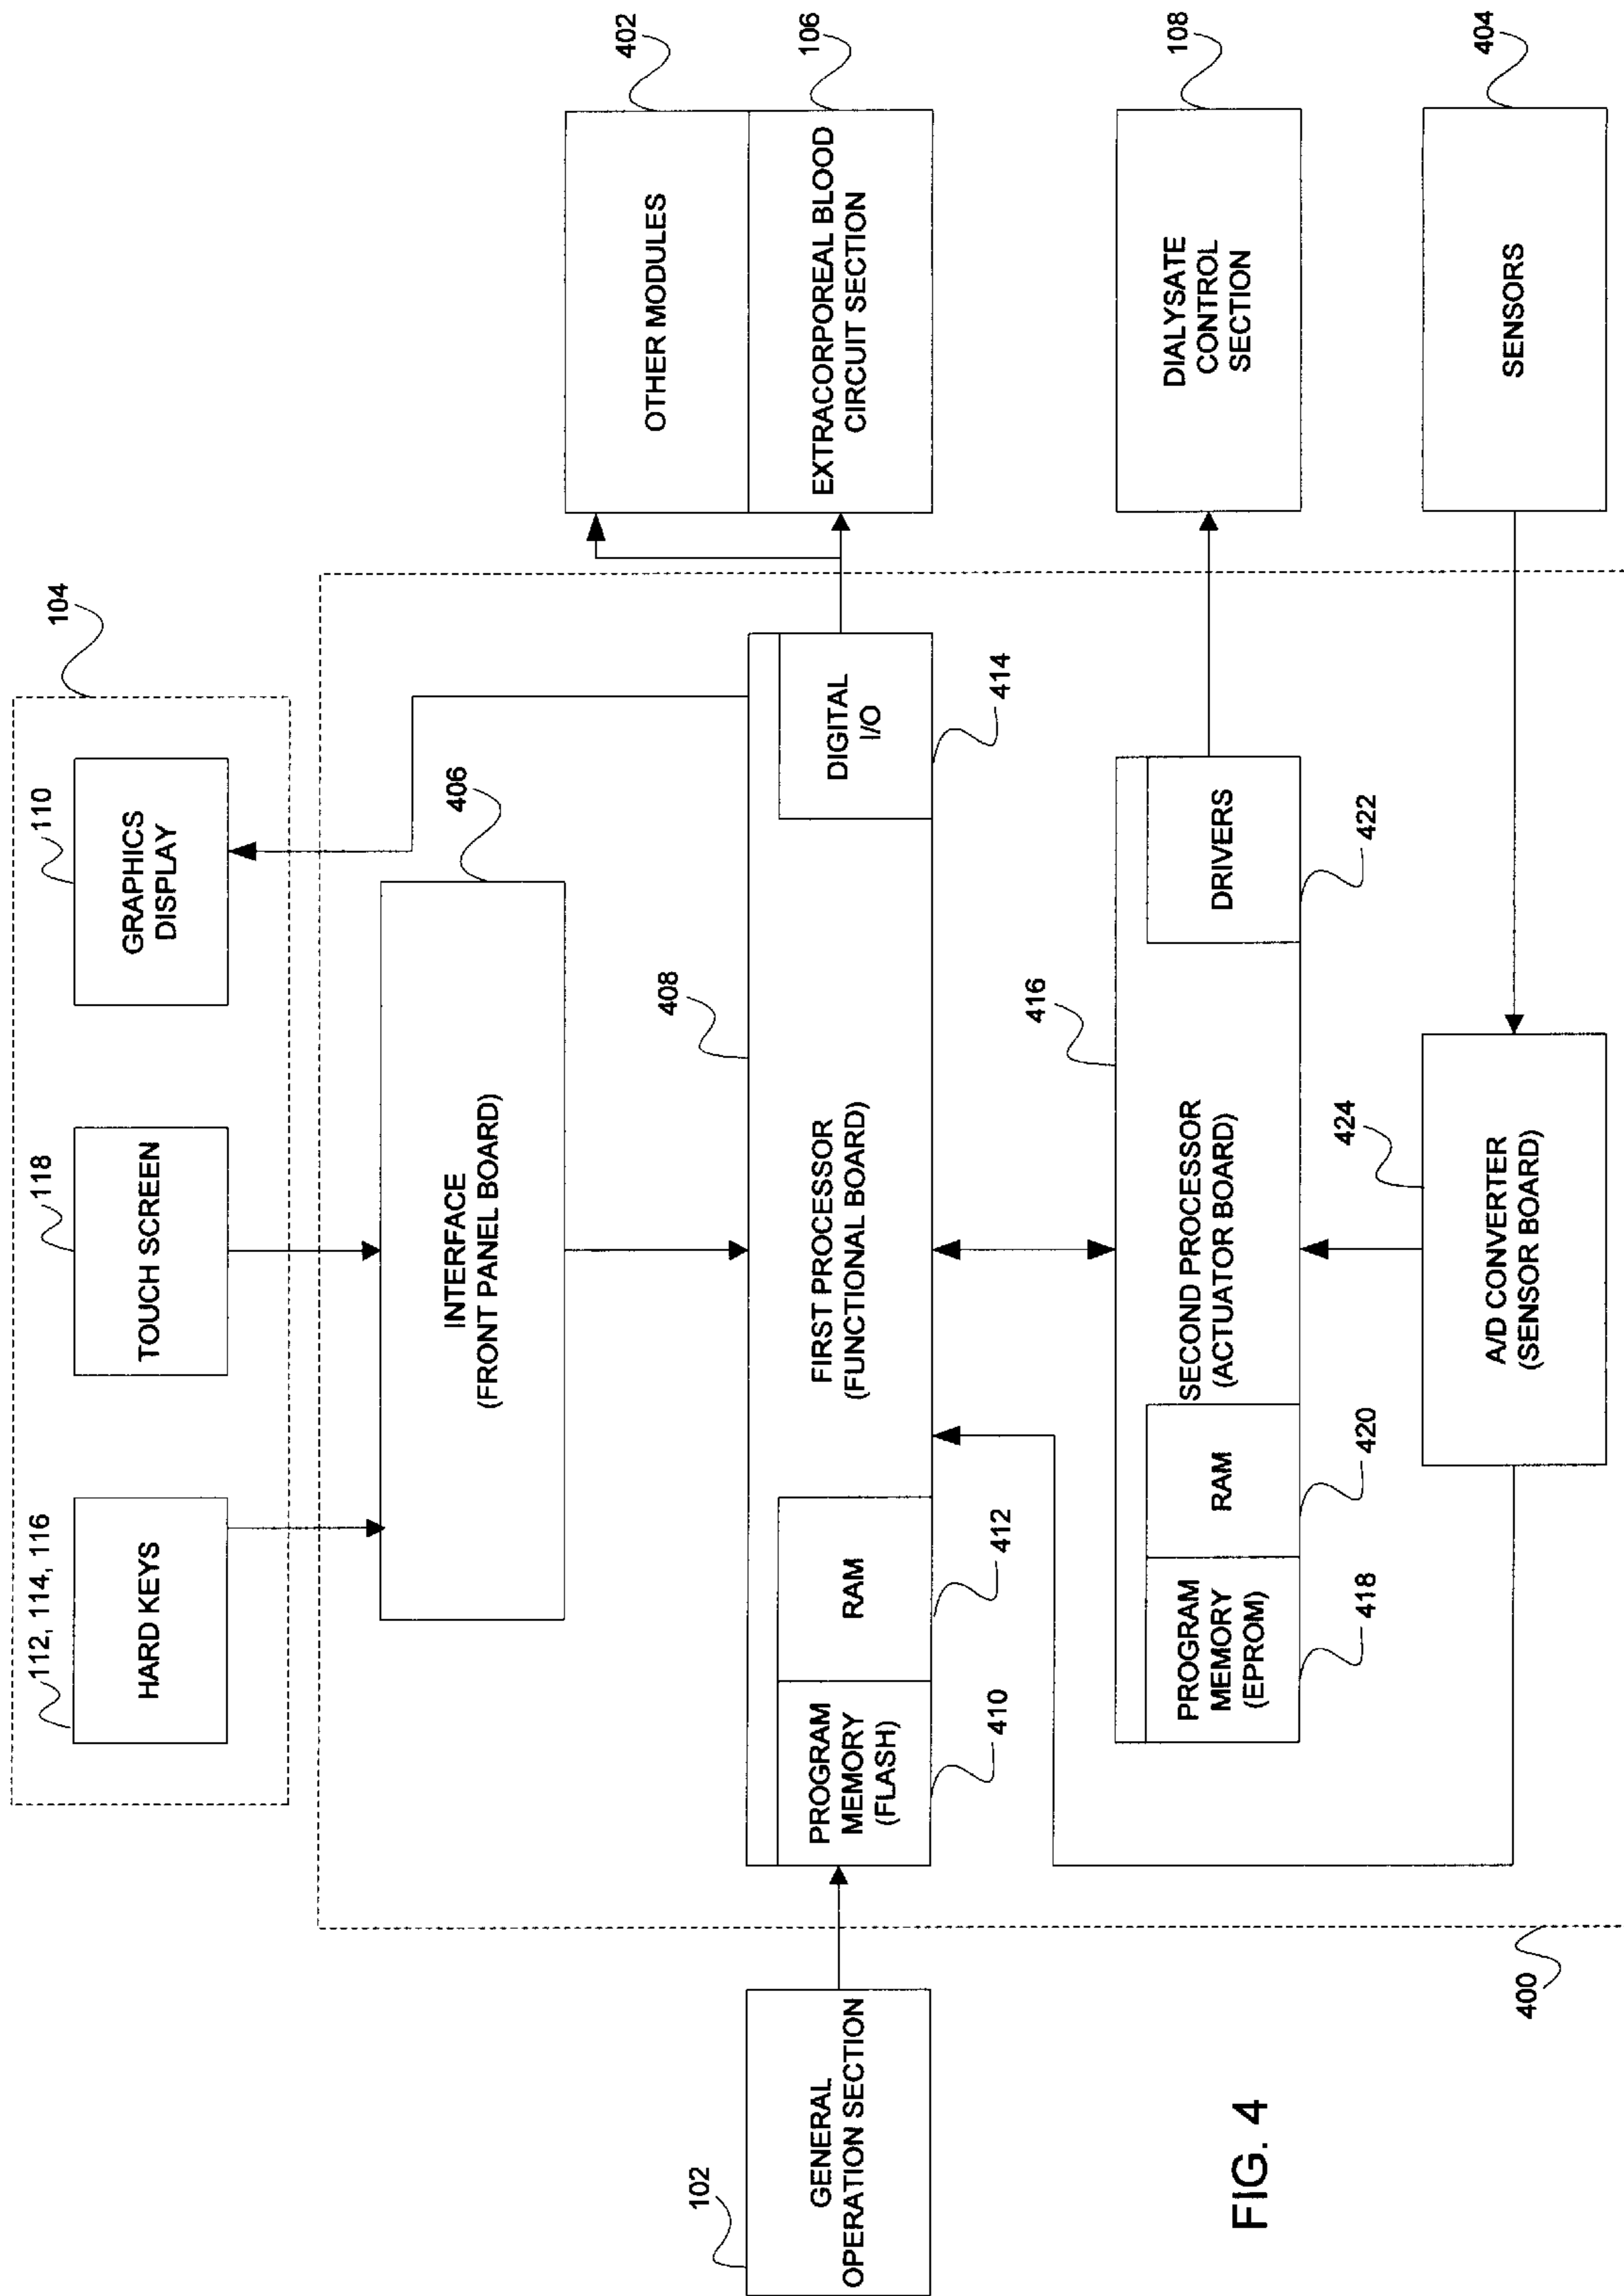 104
112, 114, 116
118
110
HARD KEYS
TOUCH SCREEN
GRAPHICS
DISPLAY
406
INTERFACE
(FRONT PANEL BOARD)
402
OTHER MODULES
106
EXTRACORPOREAL BLOOD
CIRCUIT SECTION
102
GENERAL
OPERATION SECTION
408
PROGRAM
MEMORY
(FLASH)
RAM
FIRST PROCESSOR
(FUNCTIONAL BOARD)
DIGITAL
I/O
410
412
414
416
PROGRAM
MEMORY
(EPROM)
RAM
SECOND PROCESSOR
(ACTUATOR BOARD)
DRIVERS
418
420
422
108
DIALYSATE
CONTROL
SECTION
424
A/D CONVERTER
(SENSOR BOARD)
404
SENSORS
400
FIG. 4